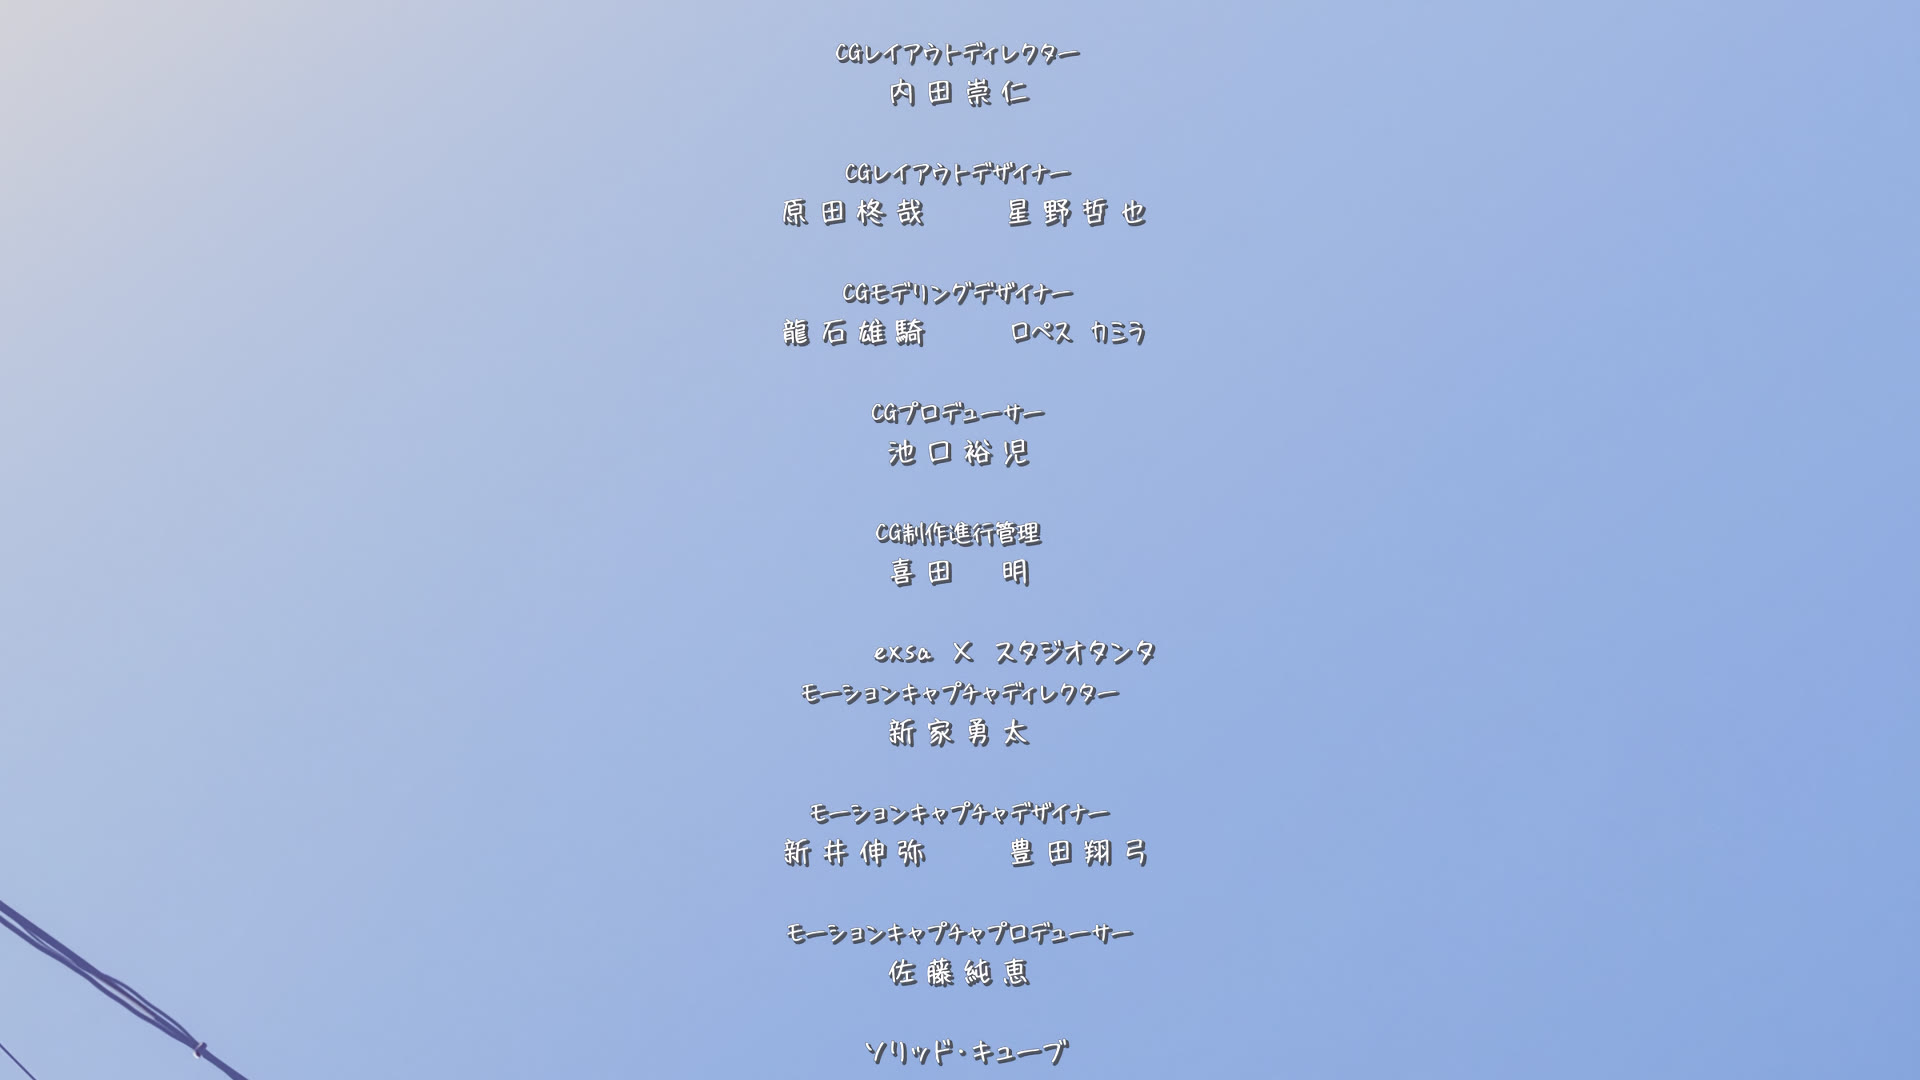 CGレイアウトディレクター
内田崇仁
CGレイアウトデザイナー
原田柊哉　　星野哲也
CGモデリングデザイナー
龍石雄騎　　ロペス カミラ
CGプロデューサー
池口裕児
CG制作進行管理
喜田　明
exsa X スタジオタンタ
モーションキャプチャディレクター
新家勇太
モーションキャプチャデザイナー
新井伸弥　　豊田翔弓
モーションキャプチャプロデューサー
佐藤純恵
ソリッド・キューブ